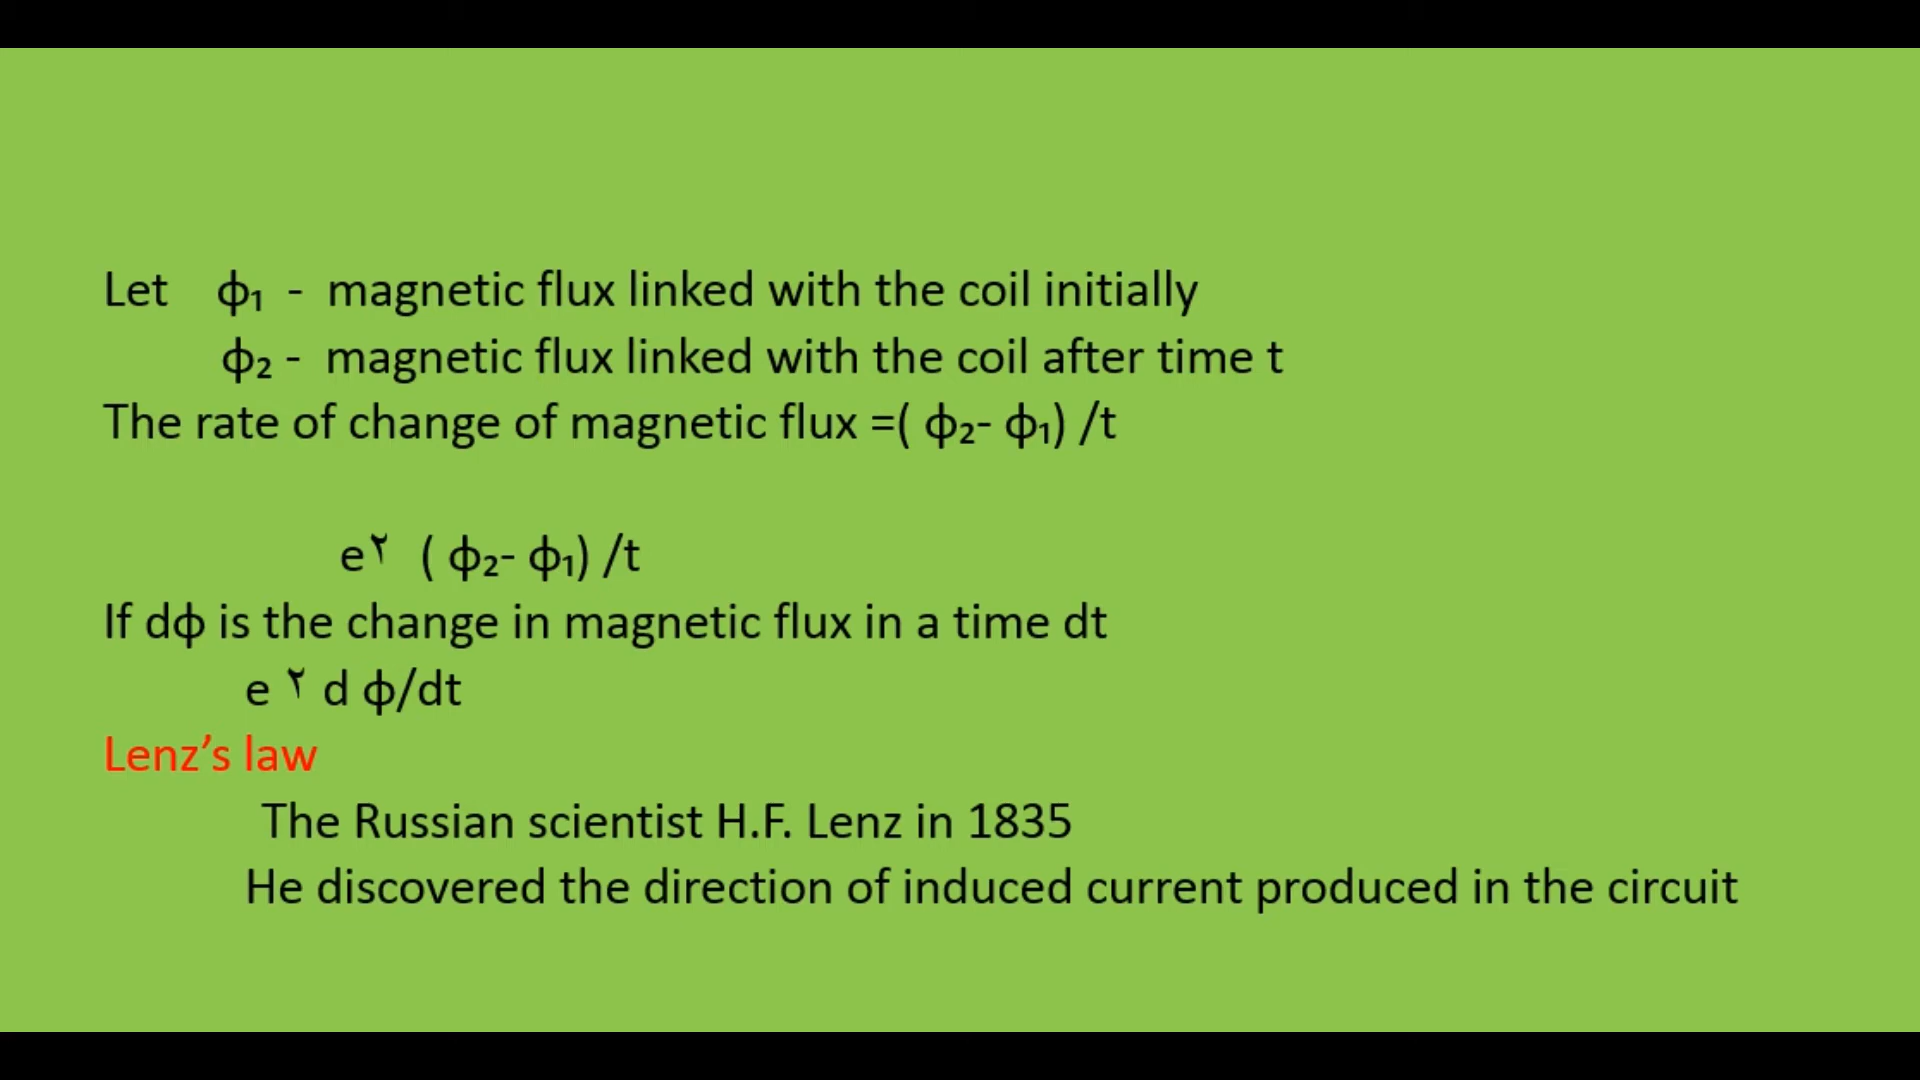 Let ϕ₁ - magnetic flux linked with the coil initially
ϕ₂ - magnetic flux linked with the coil after time t
The rate of change of magnetic flux =( ϕ₂- ϕ₁) /t
e٢ ( ϕ₂- ϕ₁) /t
If dϕ is the change in magnetic flux in a time dt
e ٢ d ϕ/dt
Lenz’s law
The Russian scientist H.F. Lenz in 1835
He discovered the direction of induced current produced in the circuit